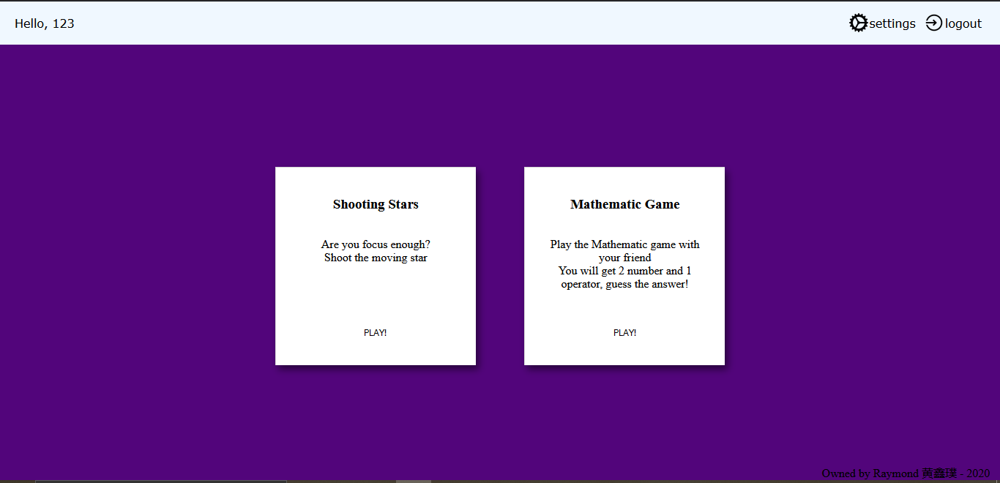 Hello, 123
settings
logout
Shooting Stars
Are you focus enough?
Shoot the moving star
PLAY!
Mathematic Game
Play the Mathematic game with
your friend
You will get 2 number and 1
operator, guess the answer!
PLAY!
Owned by Raymond 黄鑫璞 - 2020